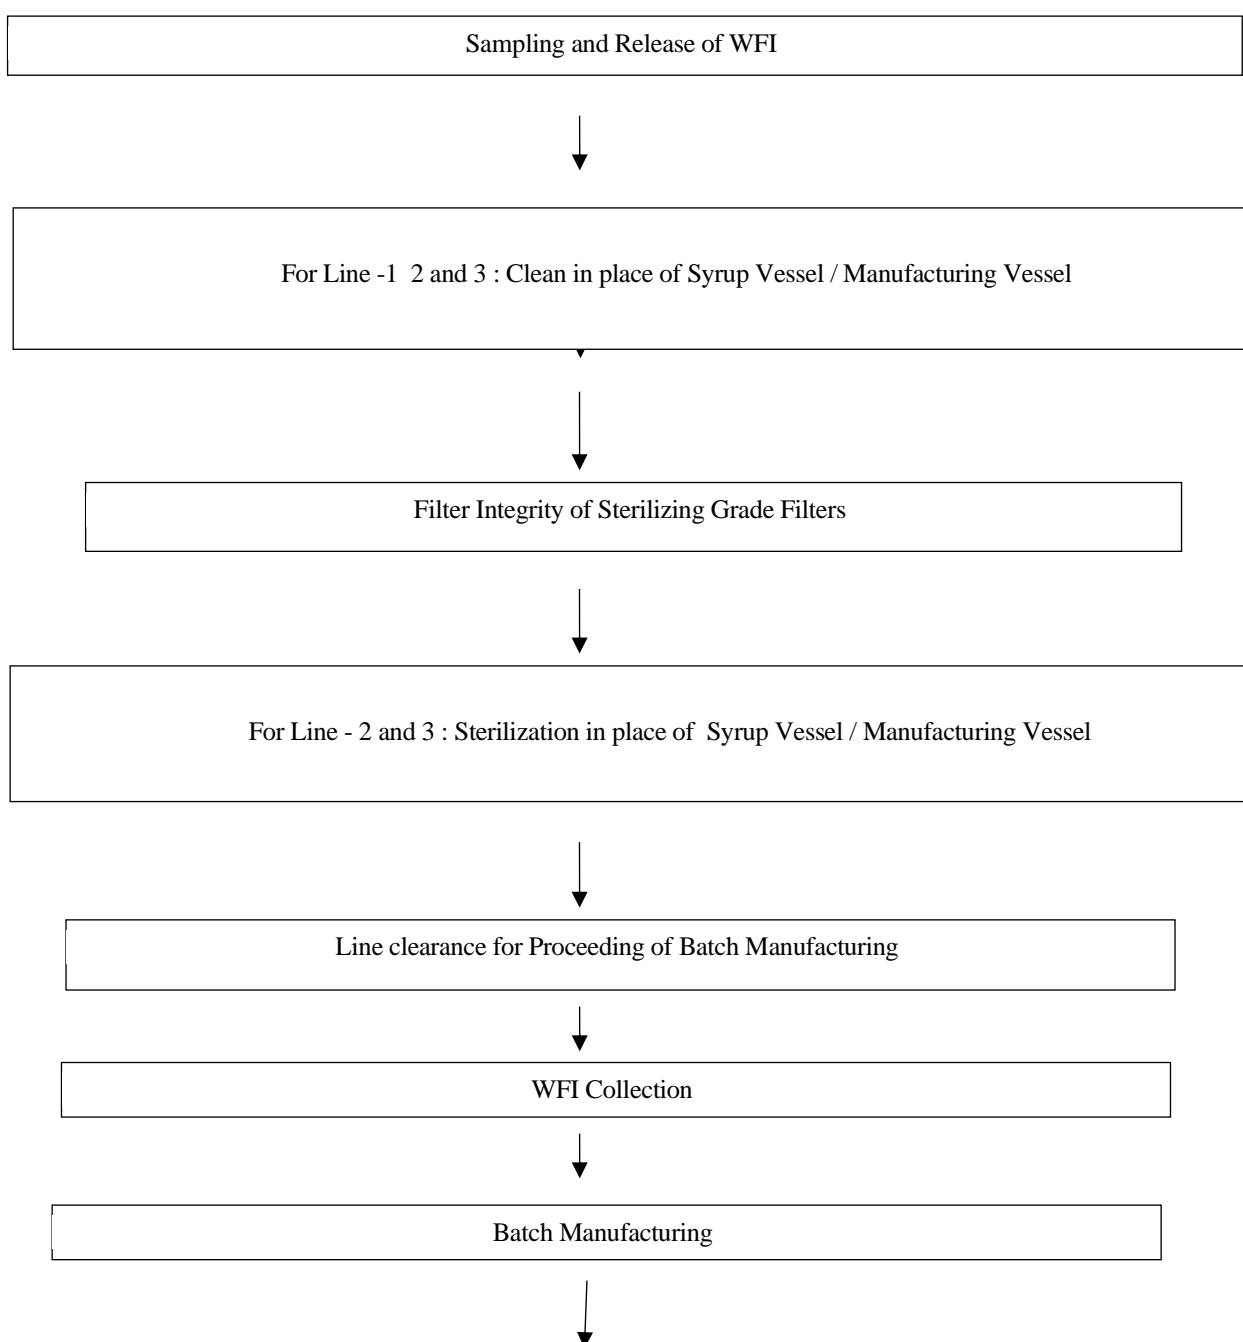 Sampling and Release of WFI
For Line -1  2 and 3 : Clean in place of Syrup Vessel / Manufacturing Vessel
Filter Integrity of Sterilizing Grade Filters
For Line - 2 and 3 : Sterilization in place of  Syrup Vessel / Manufacturing Vessel
Line clearance for Proceeding of Batch Manufacturing
WFI Collection
Batch Manufacturing